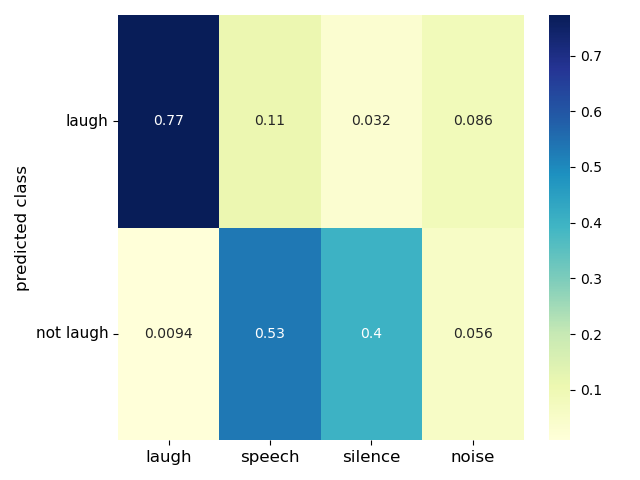 laugh 0.77 0.11 0.032 0.086
predicted class
not laugh 0.0094 0.53 0.4 0.056
laugh speech silence noise
0.7
0.6
0.5
0.4
0.3
0.2
0.1